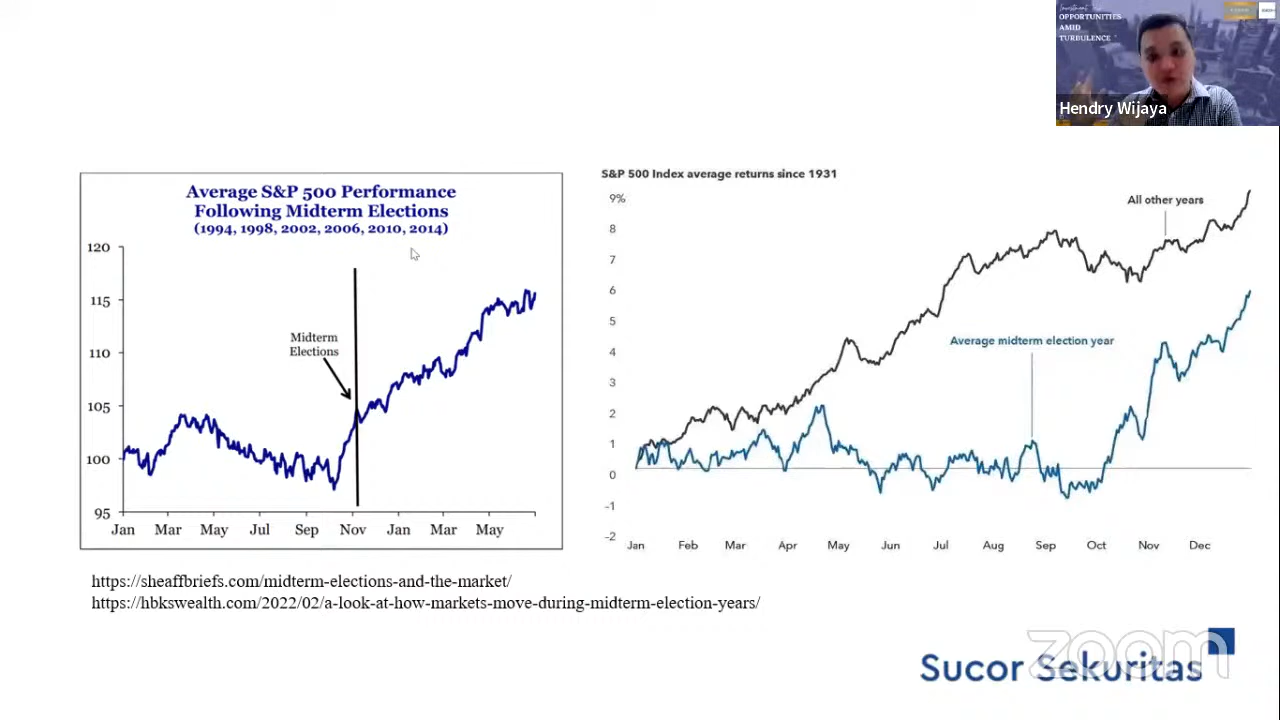 Investment
OPPORTUNITIES
AMID
TURBULENCE
Hendry Wijaya
Average S&P 500 Performance
Following Midterm Elections
(1994, 1998, 2002, 2006, 2010, 2014)
120
115
110
105
100
95
Midterm
Elections
Jan Mar May Jul Sep Nov Jan Mar May
S&P 500 Index average returns since 1931
9%
8
7
6
5
4
3
2
1
0
-1
-2
All other years
Average midterm election year
Jan Feb Mar Apr May Jun Jul Aug Sep Oct Nov Dec
https://sheaffbriefs.com/midterm-elections-and-the-market/
https://hbkswealth.com/2022/02/a-look-at-how-markets-move-during-midterm-election-years/
zoom
Sucor Sekuritas